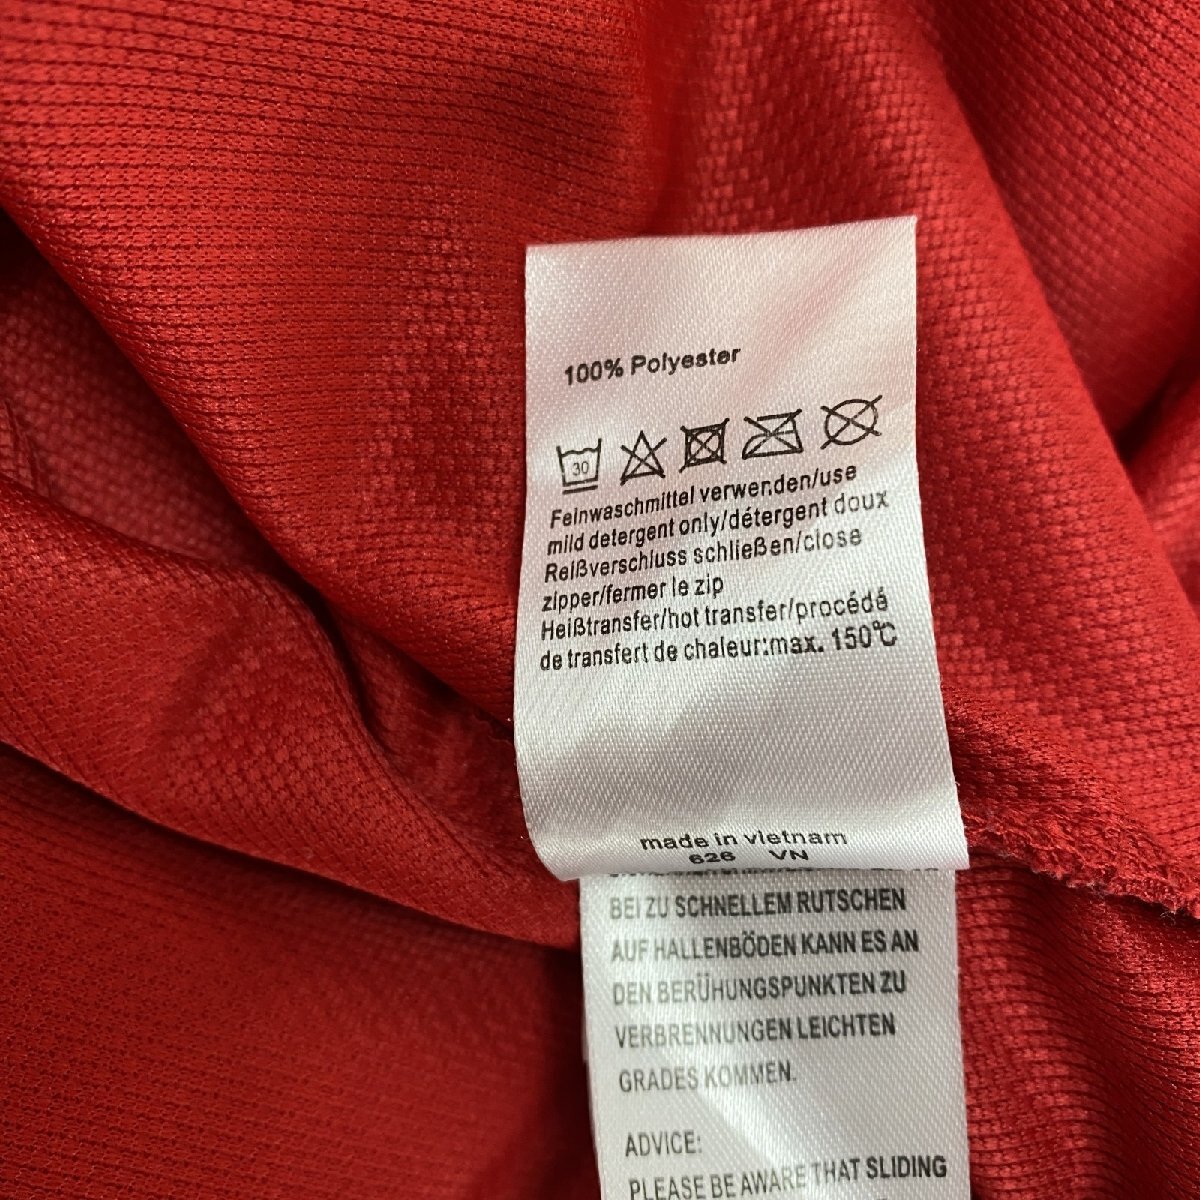 100% Polyester
30
Feinwaschmittel verwenden/use
mild detergent only/détergent doux
Reißverschluss schließen/close
zipper/fermer le zip
Heißtransfer/hot transfer/procédé
de transfert de chaleur:max. 150℃
made in vietnam
626 VN
BEI ZU SCHNELLEM RUTSCHEN
AUF HALLENBÖDEN KANN ES AN
DEN BERÜHUNGSPUNKTEN ZU
VERBRENNUNGEN LEICHTEN
GRADES KOMMEN.
ADVICE:
PLEASE BE AWARE THAT SLIDING